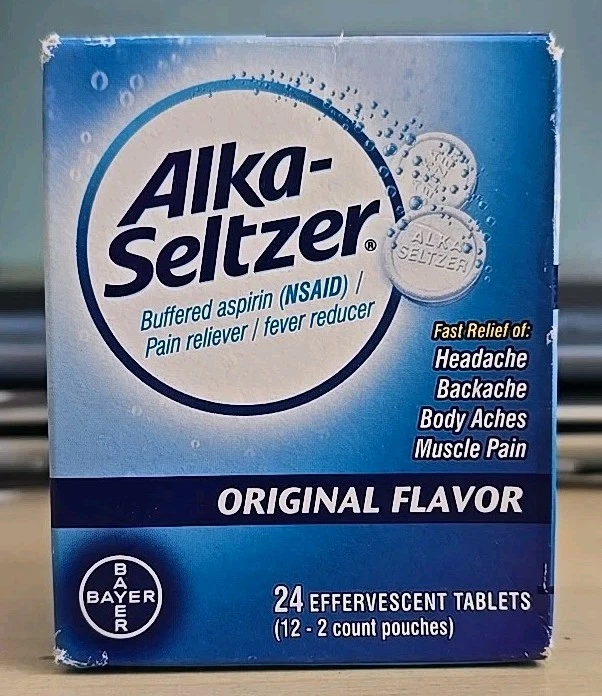 Alka-
Seltzer®
Buffered aspirin (NSAID) /
Pain reliever / fever reducer
ALKA
SELTZER
Fast Relief of:
Headache
Backache
Body Aches
Muscle Pain
ORIGINAL FLAVOR
BAYER
BAYER
24 EFFERVESCENT TABLETS
(12 - 2 count pouches)